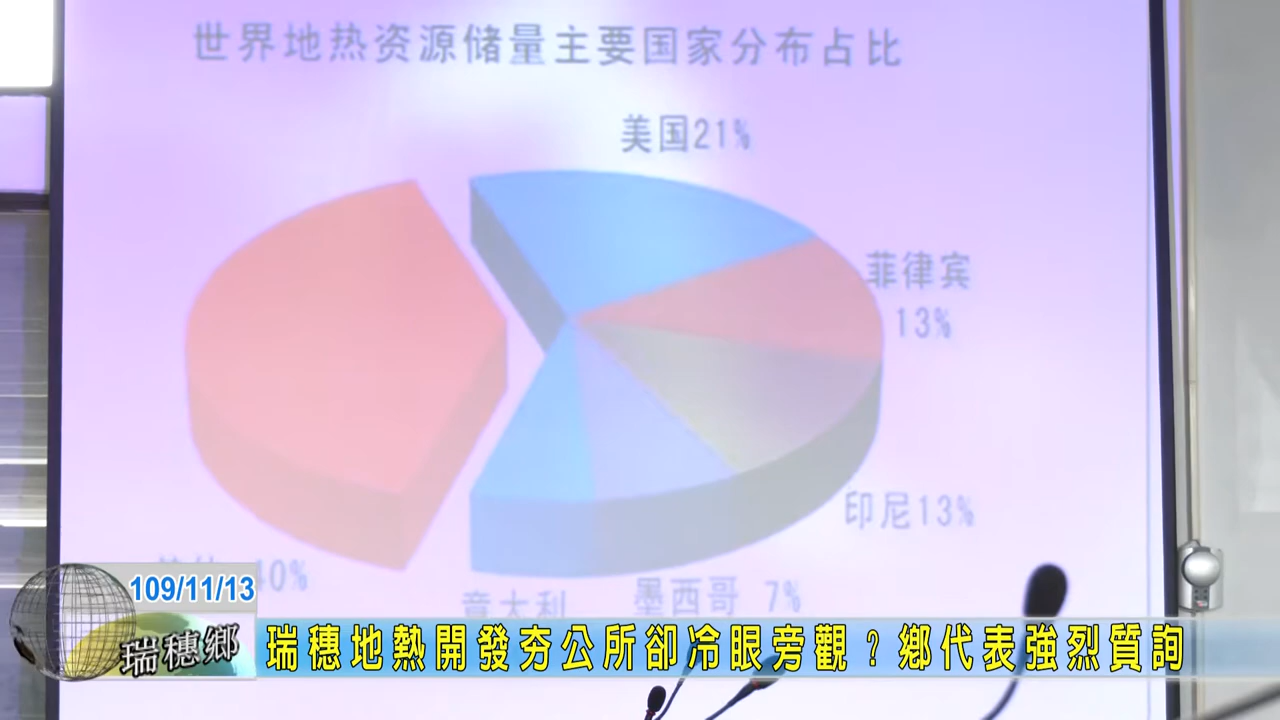 世界地热资源储量主要国家分布占比
美国21%
菲律宾
13%
印尼13%
墨西哥 7%
意大利
109/11/13
瑞穗鄉
瑞穗地熱開發夯公所卻冷眼旁觀？鄉代表強烈質詢